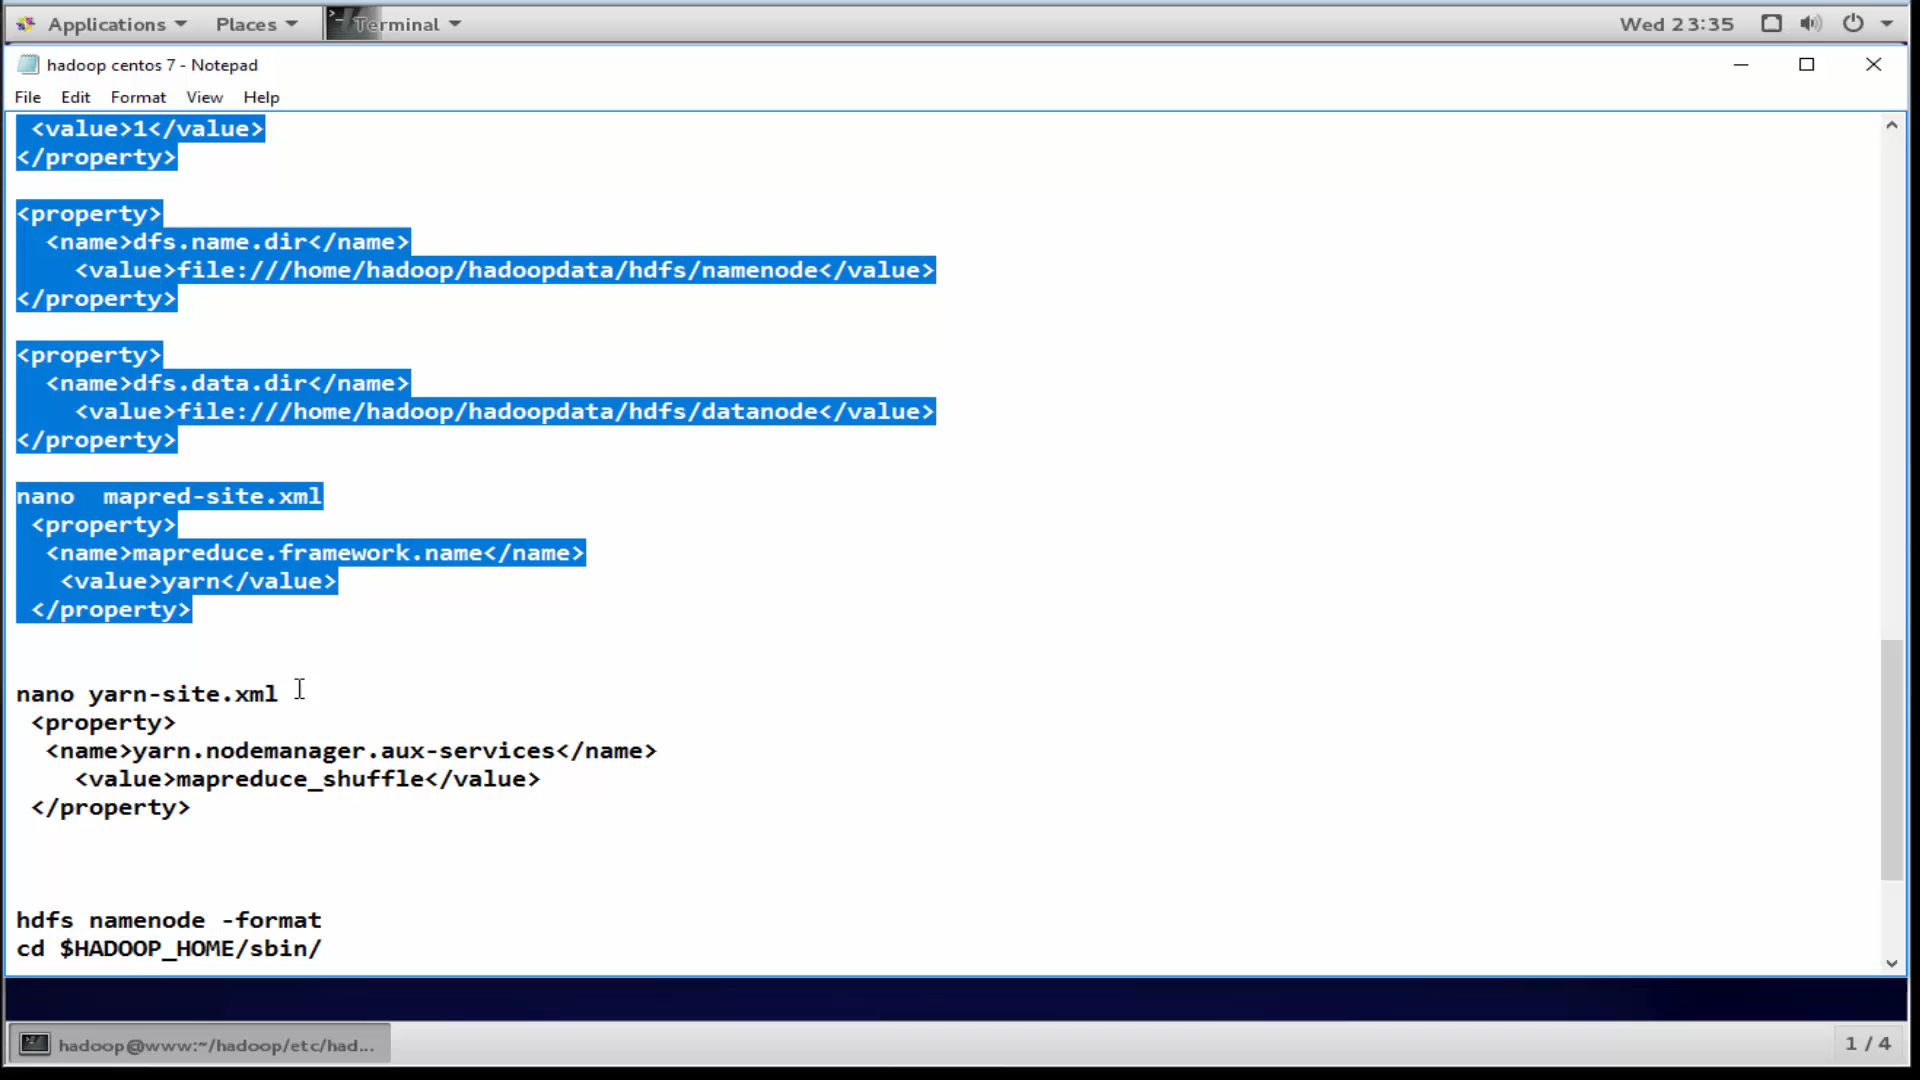 Applications Places Terminal Wed 23:35
hadoop centos 7 - Notepad
File Edit Format View Help
<value>1</value>
</property>
<property>
<name>dfs.name.dir</name>
<value>file:///home/hadoop/hadoopdata/hdfs/namenode</value>
</property>
<property>
<name>dfs.data.dir</name>
<value>file:///home/hadoop/hadoopdata/hdfs/datanode</value>
</property>
nano  mapred-site.xml
<property>
<name>mapreduce.framework.name</name>
<value>yarn</value>
</property>
nano yarn-site.xml
<property>
<name>yarn.nodemanager.aux-services</name>
<value>mapreduce_shuffle</value>
</property>
hdfs namenode -format
cd $HADOOP_HOME/sbin/
hadoop@www:~/hadoop/etc/had... 1 / 4